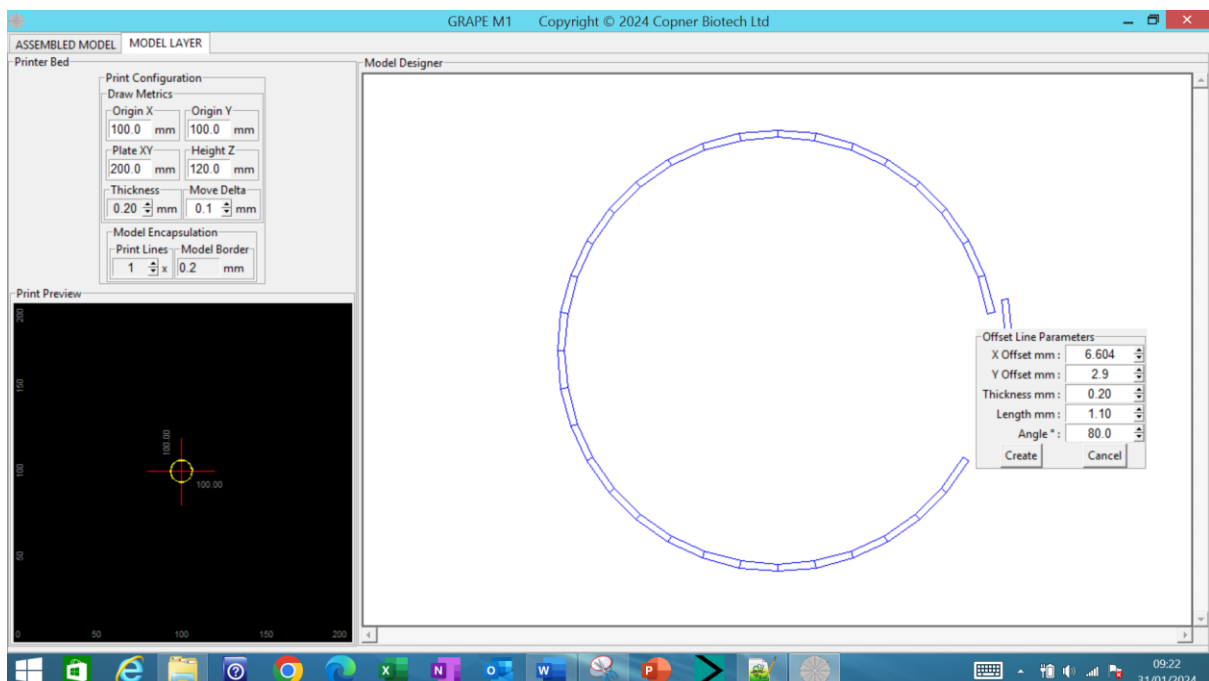 GRAPE M1 Copyright © 2024 Copner Biotech Ltd
ASSEMBLED MODEL MODEL LAYER
Printer Bed
Print Configuration
Draw Metrics
Origin X Origin Y
100.0 mm 100.0 mm
Plate XY Height Z
200.0 mm 120.0 mm
Thickness Move Delta
0.20 mm 0.1 mm
Model Encapsulation
Print Lines Model Border
1 x 0.2 mm
Print Preview
200
150
100
50
0 50 100 150 200
100.00
100.00
Model Designer
Offset Line Parameters
X Offset mm : 6.604
Y Offset mm : 2.9
Thickness mm : 0.20
Length mm : 1.10
Angle ° : 80.0
Create Cancel
09:22
31/01/2024